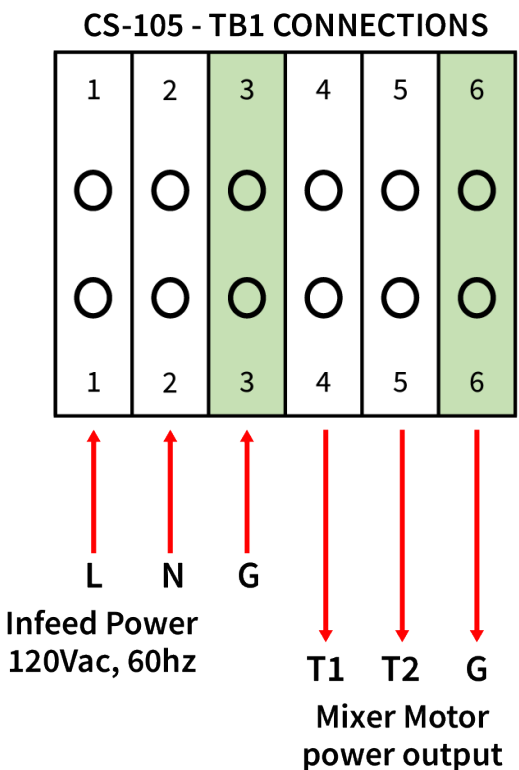 CS-105 - TB1 CONNECTIONS
1 2 3 4 5 6
1 2 3 4 5 6
L N G
Infeed Power
120Vac, 60hz
T1 T2 G
Mixer Motor
power output